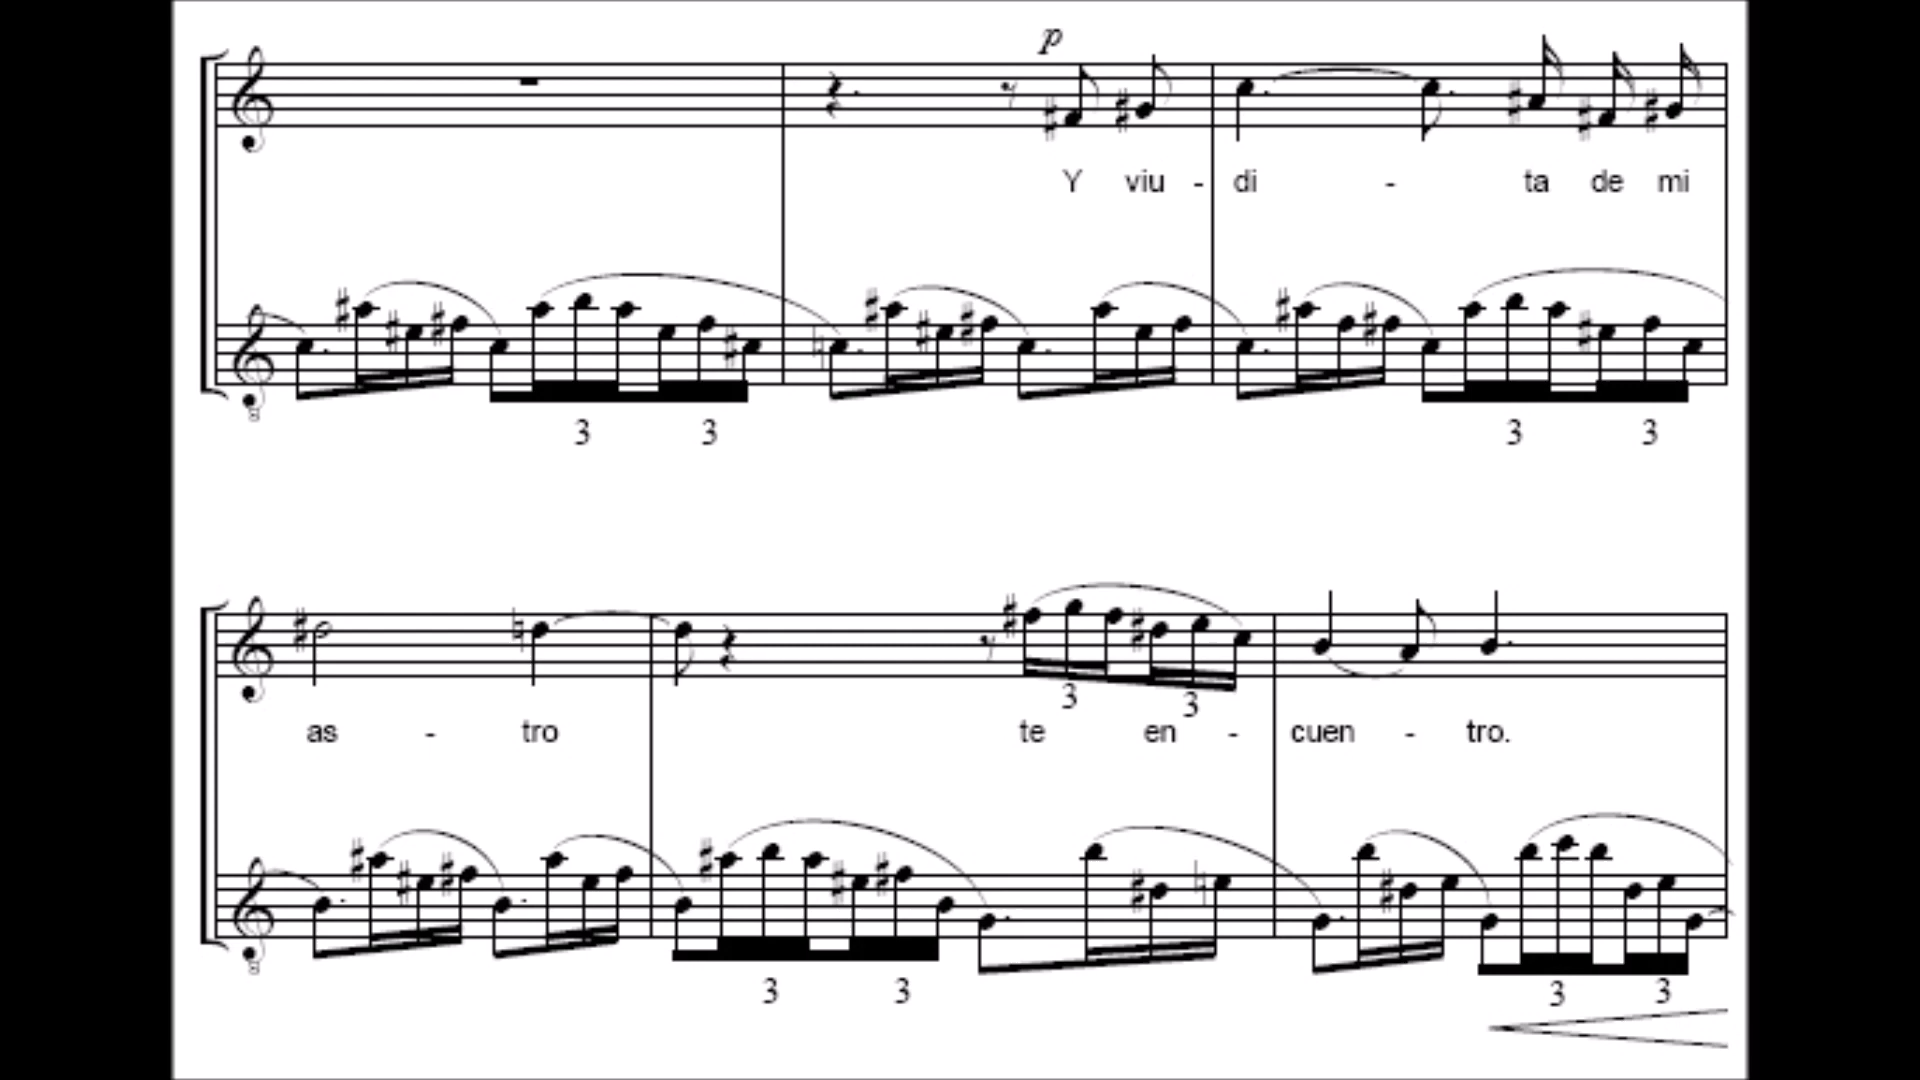 p
Y viu - di - ta de mi
3 3 3 3
as - tro te en - cuen - tro.
3 3
3 3 3 3